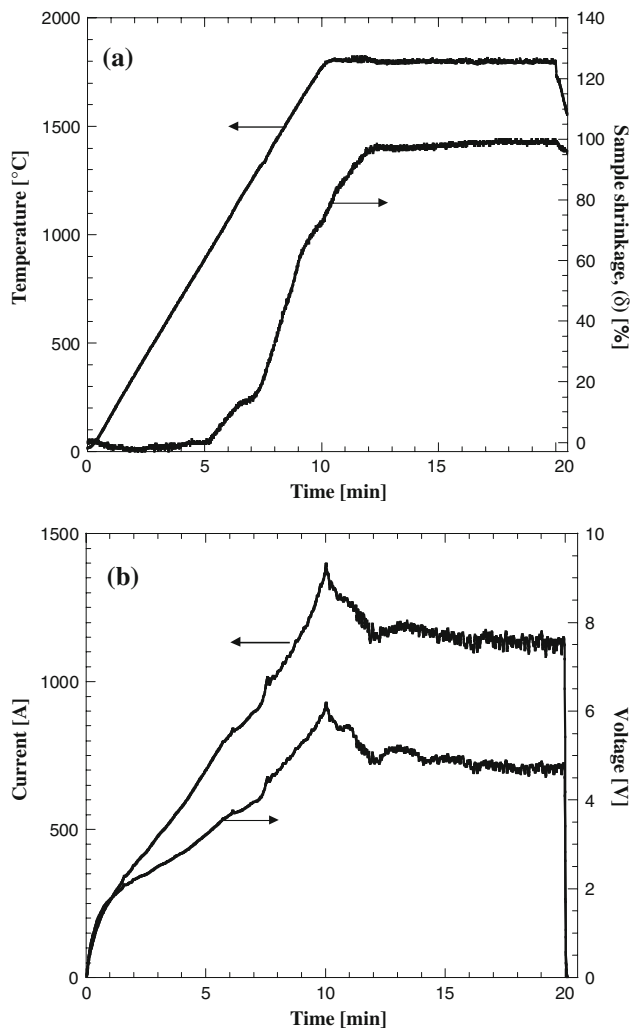 (a)
2000
1500
1000
500
0
Temperature [°C]
140
120
100
80
60
40
20
0
Sample shrinkage, (δ) [%]
0 5 10 15 20
Time [min]
(b)
1500
1000
500
0
Current [A]
10
8
6
4
2
0
Voltage [V]
0 5 10 15 20
Time [min]